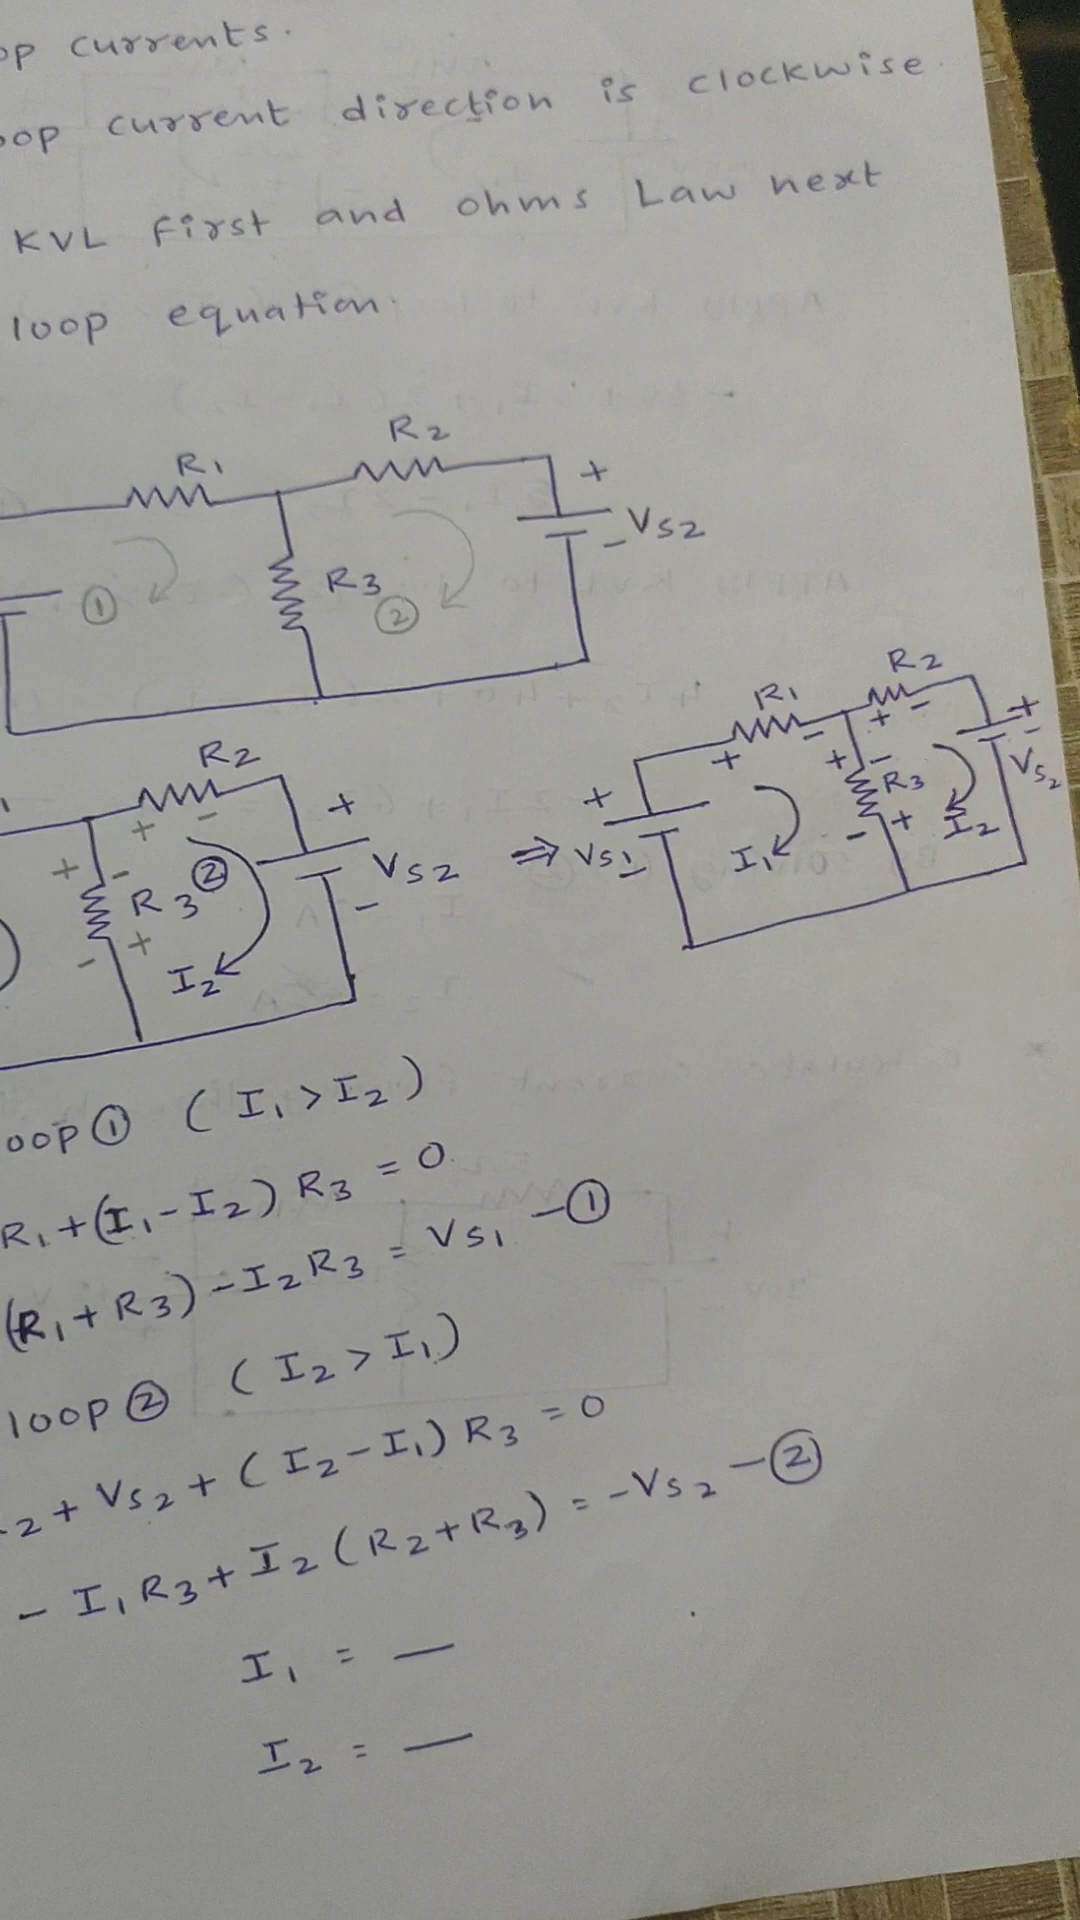 currents.
current direction is clockwise.
KVL First and ohms Law next
loop equation:
R2
R1
+
VS2
-
R3
1
2
R2
+
VS2
-
+ -
+ -
R3
2
- +
I2
⇒
R1
R2
+ -
+ -
+
VS1
-
+ -
R3
- +
I1
I2
+
-
VS2
oop 1 (I1 > I2)
R1 + (I1 - I2) R3 = 0.
(R1 + R3) - I2 R3 = VS1 - 1
loop 2 (I2 > I1)
2 + VS2 + (I2 - I1) R3 = 0
- I1 R3 + I2 (R2 + R3) = - VS2 - 2
I1 = —
I2 = —